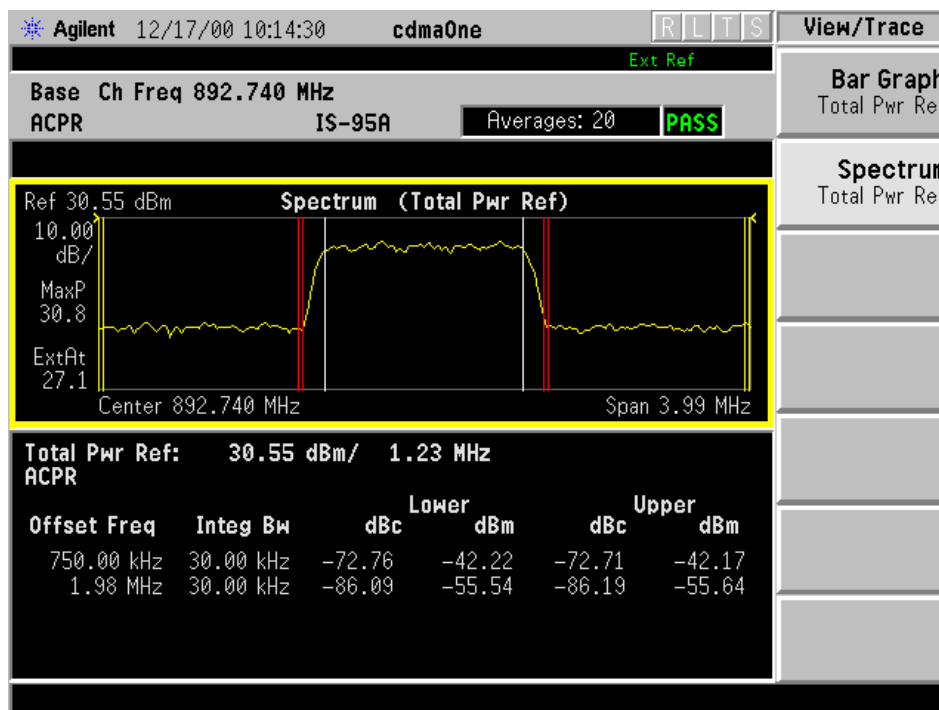 Agilent 12/17/00 10:14:30 cdmaOne R L T S
Ext Ref
Base Ch Freq 892.740 MHz
ACPR IS-95A Averages: 20 PASS
Ref 30.55 dBm Spectrum (Total Pwr Ref)
10.00
dB/
MaxP
30.8
ExtAt
27.1
Center 892.740 MHz Span 3.99 MHz
Total Pwr Ref: 30.55 dBm/ 1.23 MHz
ACPR
Lower Upper
Offset Freq Integ Bw dBc dBm dBc dBm
750.00 kHz 30.00 kHz -72.76 -42.22 -72.71 -42.17
1.98 MHz 30.00 kHz -86.09 -55.54 -86.19 -55.64
View/Trace
Bar Graph
Total Pwr Re
Spectrum
Total Pwr Re